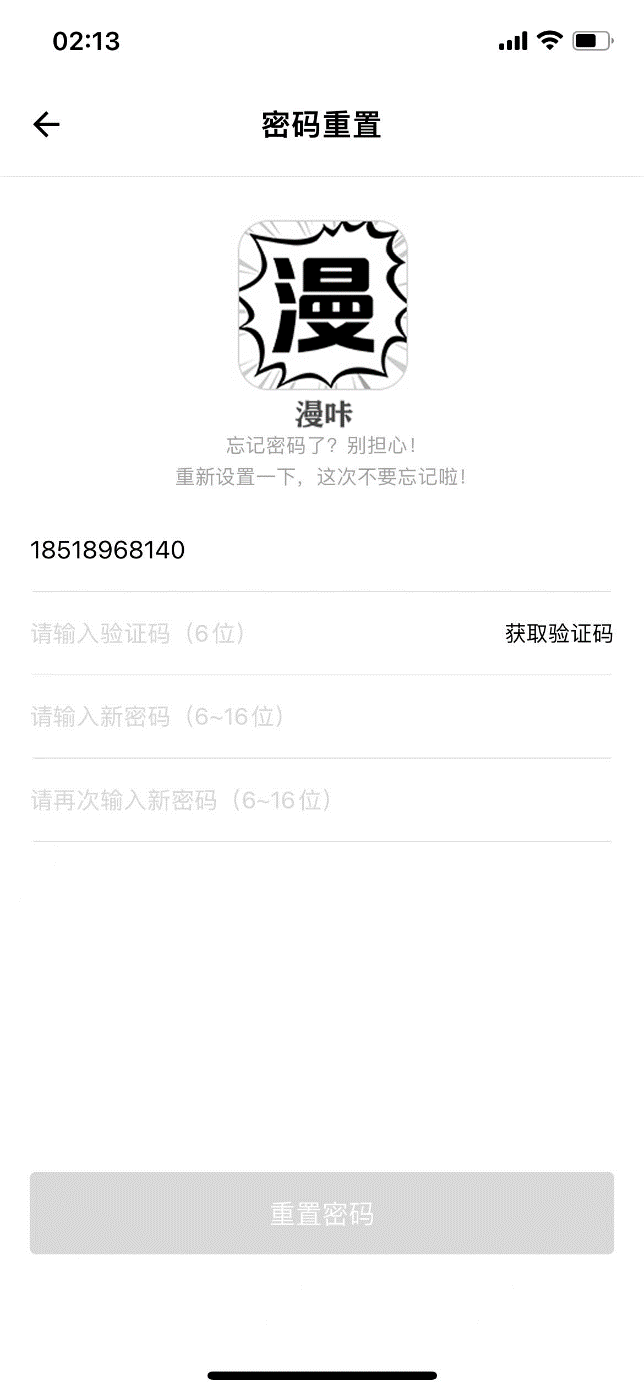 02:13
密码重置
漫
漫咔
忘记密码了？别担心！
重新设置一下，这次不要忘记啦！
18518968140
请输入验证码（6位） 获取验证码
请输入新密码（6~16位）
请再次输入新密码（6~16位）
重置密码